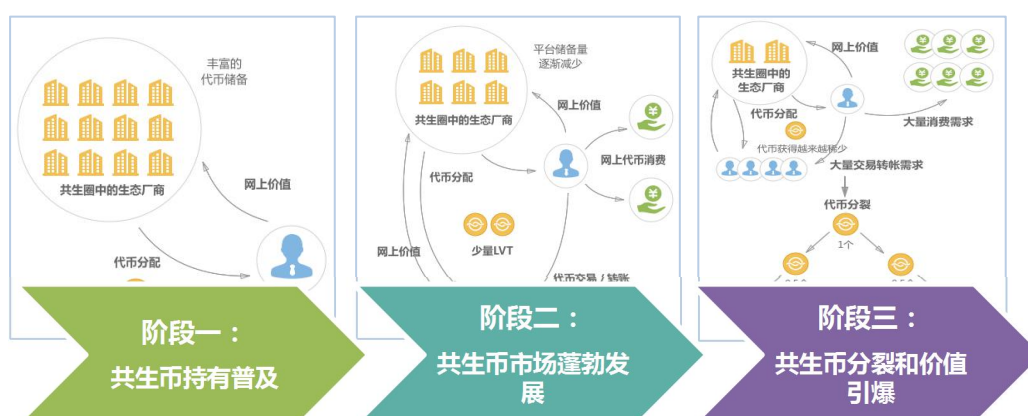 丰富的
代币储备
共生圈中的生态厂商
网上价值
代币分配
平台储备量
逐渐减少
共生圈中的生态厂商
网上价值
网上代币消费
代币分配
网上价值
少量LVT
代币交易/转账
网上价值
共生圈中的
生态厂商
代币分配
大量消费需求
代币获得越来越稀少
大量交易转帐需求
代币分裂
1个
阶段一：
共生币持有普及
阶段二：
共生币市场蓬勃发
展
阶段三：
共生币分裂和价值
引爆